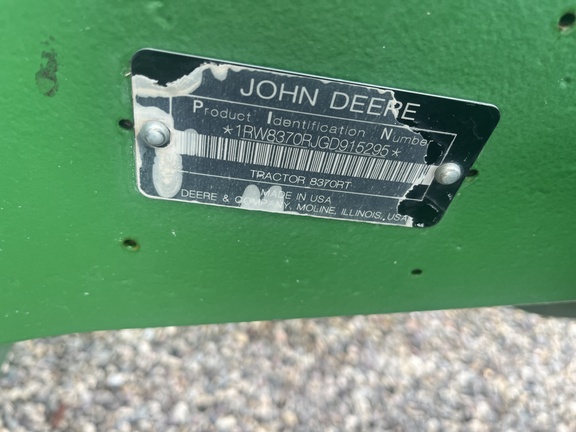 JOHN DEERE
Product Identification Number
*1RW8370RJGD915295*
TRACTOR 8370RT
MADE IN USA
DEERE & COMPANY, MOLINE, ILLINOIS, USA